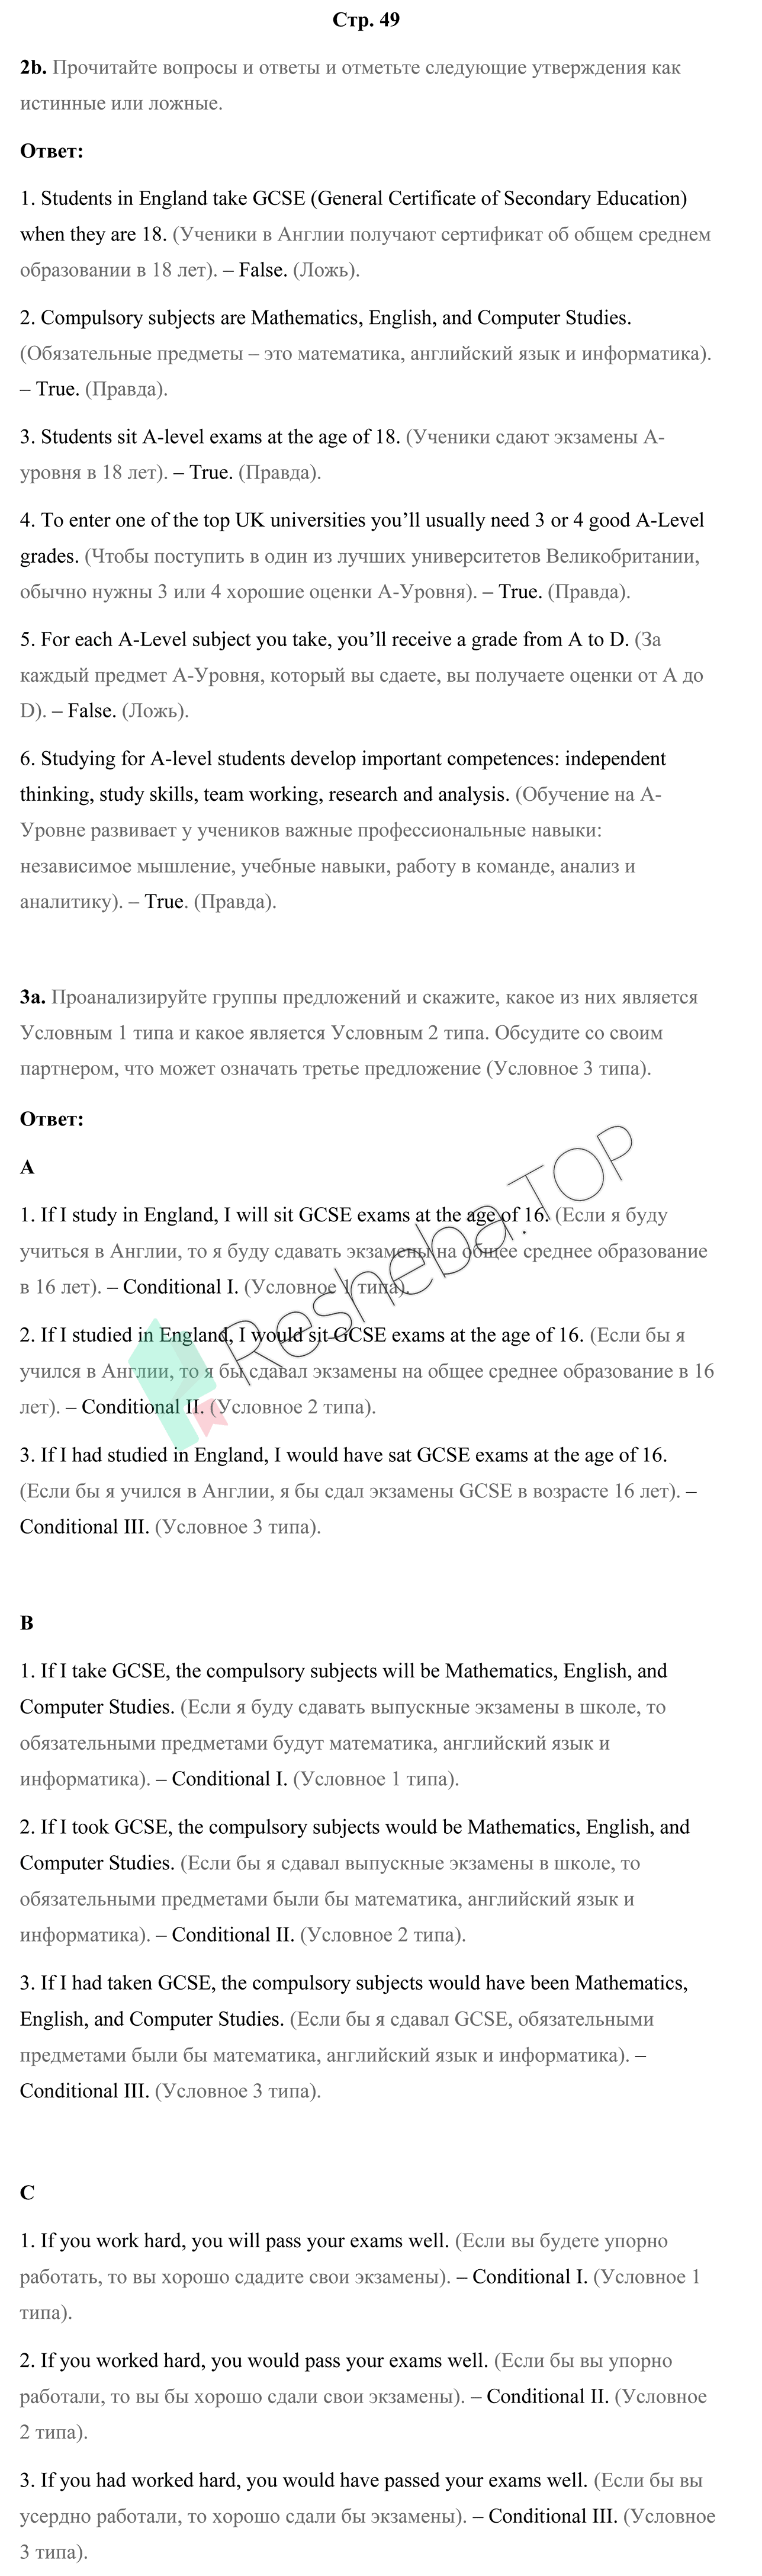 Стр. 49
2b. Прочитайте вопросы и ответы и отметьте следующие утверждения как
истинные или ложные.
Ответ:
1. Students in England take GCSE (General Certificate of Secondary Education)
when they are 18. (Ученики в Англии получают сертификат об общем среднем
образовании в 18 лет). – False. (Ложь).
2. Compulsory subjects are Mathematics, English, and Computer Studies.
(Обязательные предметы – это математика, английский язык и информатика).
– True. (Правда).
3. Students sit A-level exams at the age of 18. (Ученики сдают экзамены А-
уровня в 18 лет). – True. (Правда).
4. To enter one of the top UK universities you’ll usually need 3 or 4 good A-Level
grades. (Чтобы поступить в один из лучших университетов Великобритании,
обычно нужны 3 или 4 хорошие оценки А-Уровня). – True. (Правда).
5. For each A-Level subject you take, you’ll receive a grade from A to D. (За
каждый предмет А-Уровня, который вы сдаете, вы получаете оценки от А до
D). – False. (Ложь).
6. Studying for A-level students develop important competences: independent
thinking, study skills, team working, research and analysis. (Обучение на А-
Уровне развивает у учеников важные профессиональные навыки:
независимое мышление, учебные навыки, работу в команде, анализ и
аналитику). – True. (Правда).
3a. Проанализируйте группы предложений и скажите, какое из них является
Условным 1 типа и какое является Условным 2 типа. Обсудите со своим
партнером, что может означать третье предложение (Условное 3 типа).
Ответ:
A
1. If I study in England, I will sit GCSE exams at the age of 16. (Если я буду
учиться в Англии, то я буду сдавать экзамены на общее среднее образование
в 16 лет). – Conditional I. (Условное 1 типа).
2. If I studied in England, I would sit GCSE exams at the age of 16. (Если бы я
учился в Англии, то я бы сдавал экзамены на общее среднее образование в 16
лет). – Conditional II. (Условное 2 типа).
3. If I had studied in England, I would have sat GCSE exams at the age of 16.
(Если бы я учился в Англии, я бы сдал экзамены GCSE в возрасте 16 лет). –
Conditional III. (Условное 3 типа).
Resheba.TOP
B
1. If I take GCSE, the compulsory subjects will be Mathematics, English, and
Computer Studies. (Если я буду сдавать выпускные экзамены в школе, то
обязательными предметами будут математика, английский язык и
информатика). – Conditional I. (Условное 1 типа).
2. If I took GCSE, the compulsory subjects would be Mathematics, English, and
Computer Studies. (Если бы я сдавал выпускные экзамены в школе, то
обязательными предметами были бы математика, английский язык и
информатика). – Conditional II. (Условное 2 типа).
3. If I had taken GCSE, the compulsory subjects would have been Mathematics,
English, and Computer Studies. (Если бы я сдавал GCSE, обязательными
предметами были бы математика, английский язык и информатика). –
Conditional III. (Условное 3 типа).
C
1. If you work hard, you will pass your exams well. (Если вы будете упорно
работать, то вы хорошо сдадите свои экзамены). – Conditional I. (Условное 1
типа).
2. If you worked hard, you would pass your exams well. (Если бы вы упорно
работали, то вы бы хорошо сдали свои экзамены). – Conditional II. (Условное
2 типа).
3. If you had worked hard, you would have passed your exams well. (Если бы вы
усердно работали, то хорошо сдали бы экзамены). – Conditional III. (Условное
3 типа).